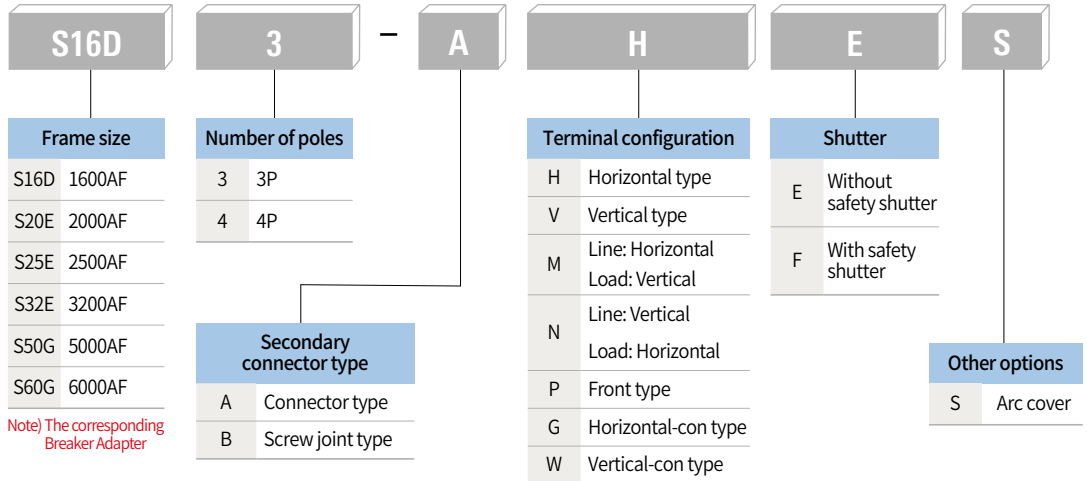 S16D 3 – A H E S
Frame size
S16D 1600AF
S20E 2000AF
S25E 2500AF
S32E 3200AF
S50G 5000AF
S60G 6000AF
Note) The corresponding
Breaker Adapter
Number of poles
3 3P
4 4P
Secondary
connector type
A Connector type
B Screw joint type
Terminal configuration
H Horizontal type
V Vertical type
M Line: Horizontal
Load: Vertical
N Line: Vertical
Load: Horizontal
P Front type
G Horizontal-con type
W Vertical-con type
Shutter
E Without
safety shutter
F With safety
shutter
Other options
S Arc cover